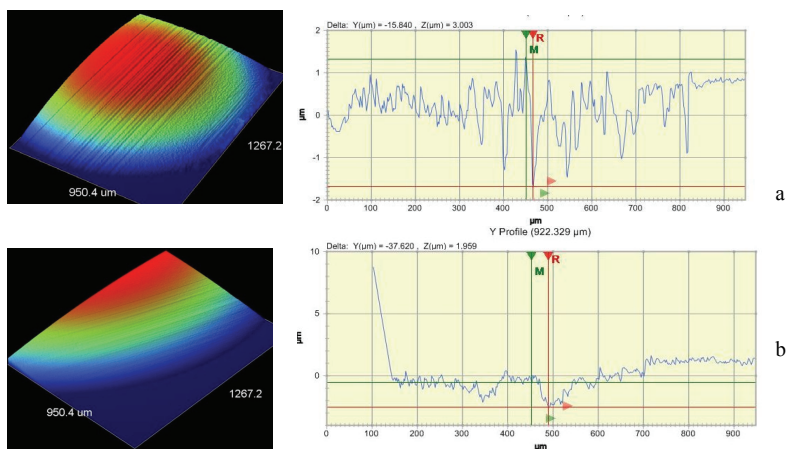 1267.2
950.4 um
Delta: Y(µm) = -15.840 , Z(µm) = 3.003
M
R
2
1
0
-1
-2
µm
0 100 200 300 400 500 600 700 800 900
µm
a
Y Profile (922.329 µm)
1267.2
950.4 um
Delta: Y(µm) = -37.620 , Z(µm) = 1.959
M
R
10
5
0
µm
0 100 200 300 400 500 600 700 800 900
µm
b